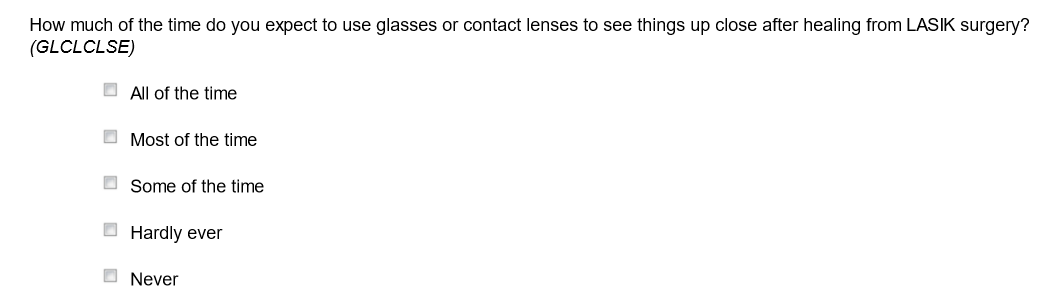 How much of the time do you expect to use glasses or contact lenses to see things up close after healing from LASIK surgery?
(GLCLCLSE)
All of the time
Most of the time
Some of the time
Hardly ever
Never